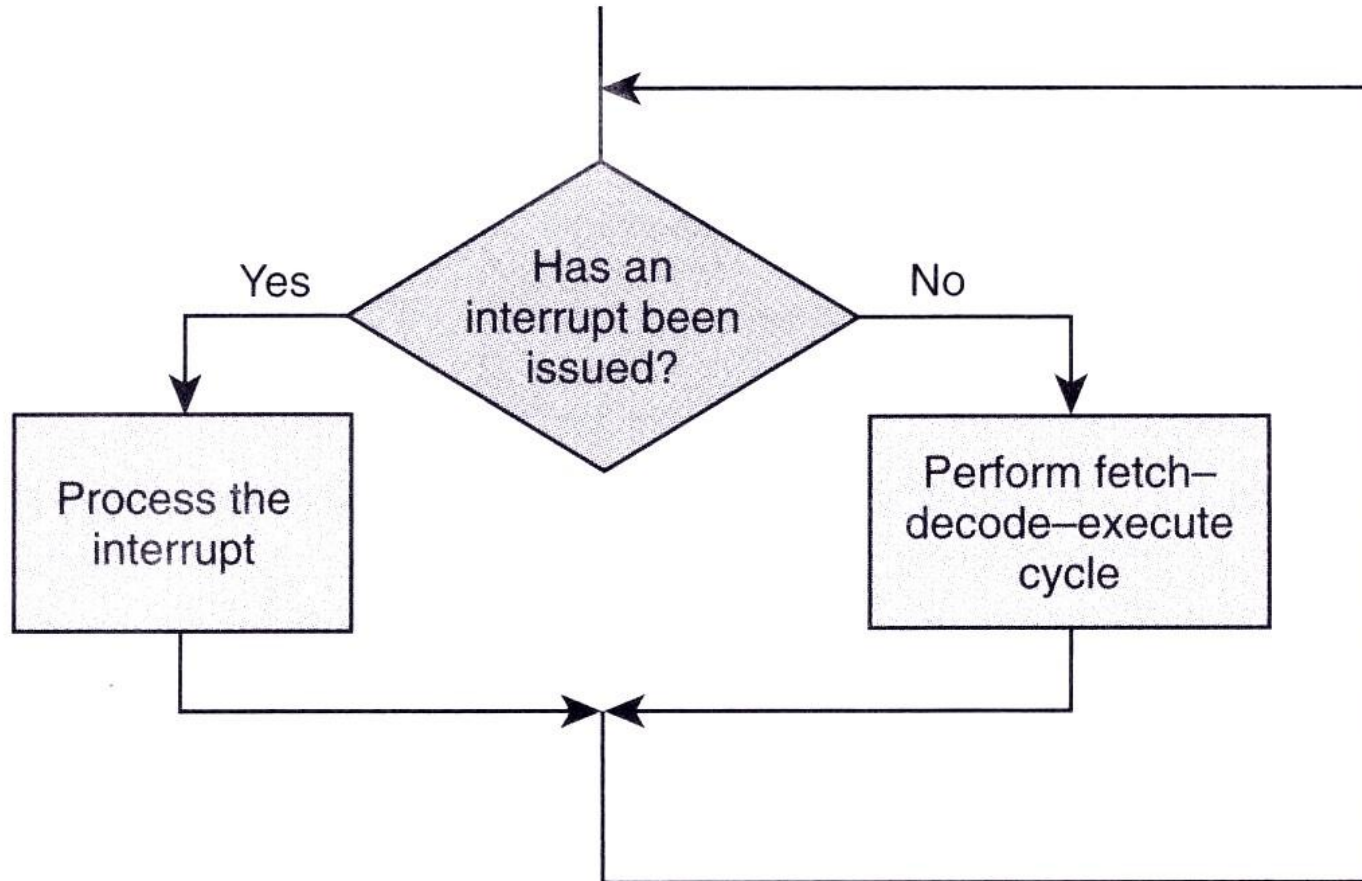 Has an
interrupt been
issued?
Yes
No
Process the
interrupt
Perform fetch–
decode–execute
cycle